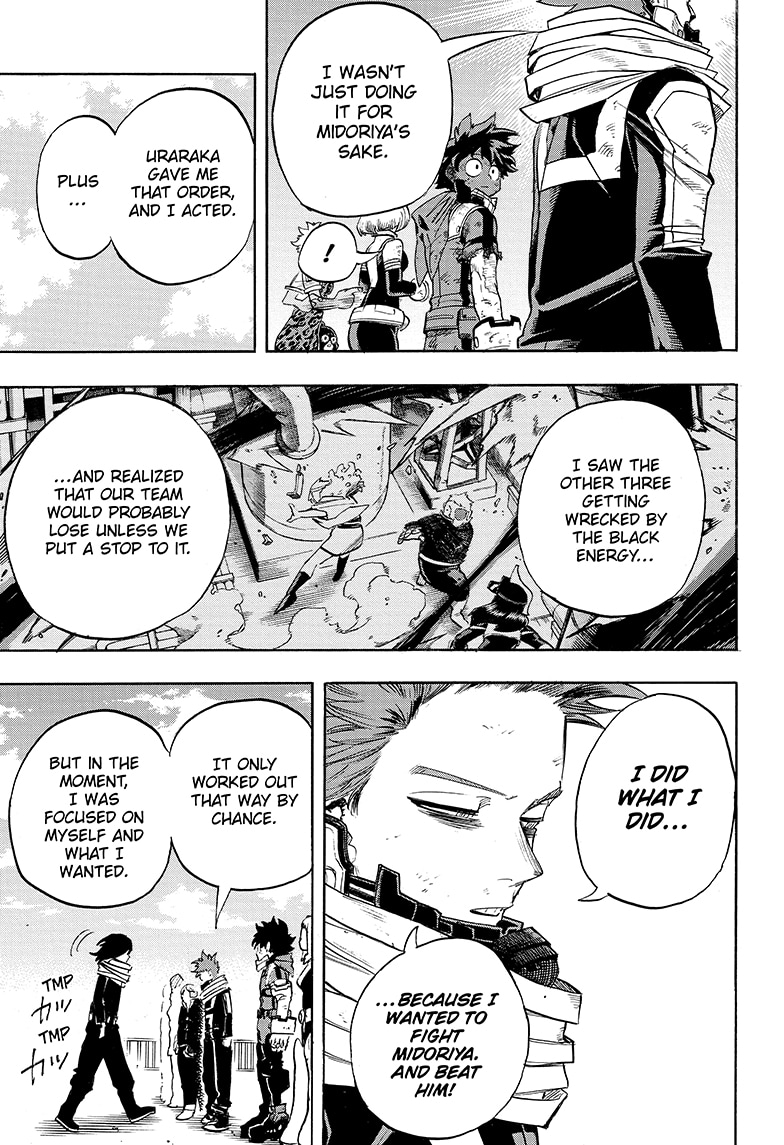 I WASN'T
JUST DOING
IT FOR
MIDORIYA'S
SAKE.
!
URARAKA
GAVE ME
THAT ORDER,
AND I ACTED.
PLUS
...
I SAW THE
OTHER THREE
GETTING
WRECKED BY
THE BLACK
ENERGY...
...AND REALIZED
THAT OUR TEAM
WOULD PROBABLY
LOSE UNLESS WE
PUT A STOP TO IT.
I DID
WHAT I
DID...
...BECAUSE I
WANTED TO
FIGHT
MIDORIYA.
AND BEAT
HIM!
IT ONLY
WORKED OUT
THAT WAY BY
CHANCE.
BUT IN THE
MOMENT,
I WAS
FOCUSED ON
MYSELF AND
WHAT I
WANTED.
TMP
カツ
TMP
カツ